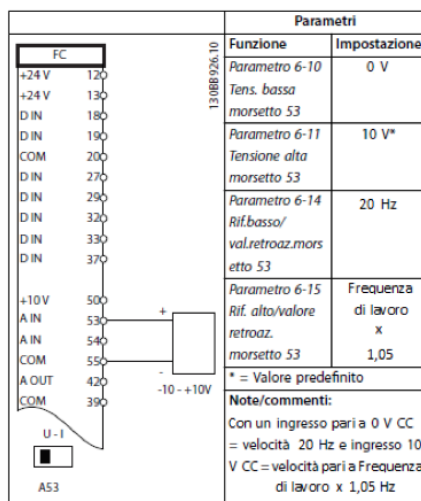 FC
+24 V 12
+24 V 13
D IN 18
D IN 19
COM 20
D IN 27
D IN 29
D IN 32
D IN 33
D IN 37
+10 V 50
A IN 53
A IN 54
COM 55
A OUT 42
COM 39
+
-
-10 - +10V
U - I
A53
130BB926.10
Parametri
Funzione Impostazione
Parametro 6-10 0 V
Tens. bassa
morsetto 53
Parametro 6-11 10 V*
Tensione alta
morsetto 53
Parametro 6-14 20 Hz
Rif.basso/
val.retroaz.mors
etto 53
Parametro 6-15 Frequenza
Rif. alto/valore di lavoro
retroaz. x
morsetto 53 1,05
* = Valore predefinito
Note/commenti:
Con un ingresso pari a 0 V CC
= velocità 20 Hz e ingresso 10
V CC = velocità pari a Frequenza
di lavoro x 1,05 Hz